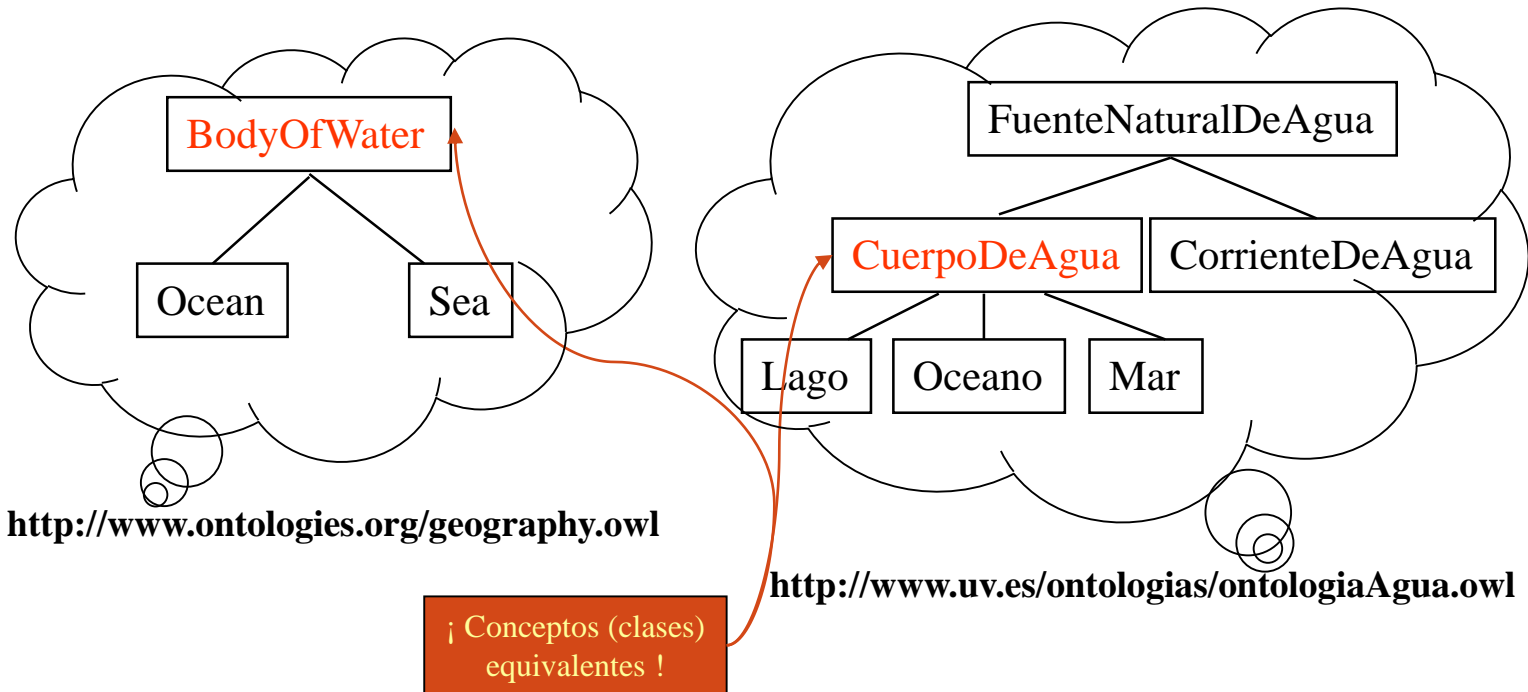 BodyOfWater
Ocean
Sea
http://www.ontologies.org/geography.owl
FuenteNaturalDeAgua
CuerpoDeAgua
CorrienteDeAgua
Lago
Oceano
Mar
http://www.uv.es/ontologias/ontologiaAgua.owl
¡ Conceptos (clases)
equivalentes !